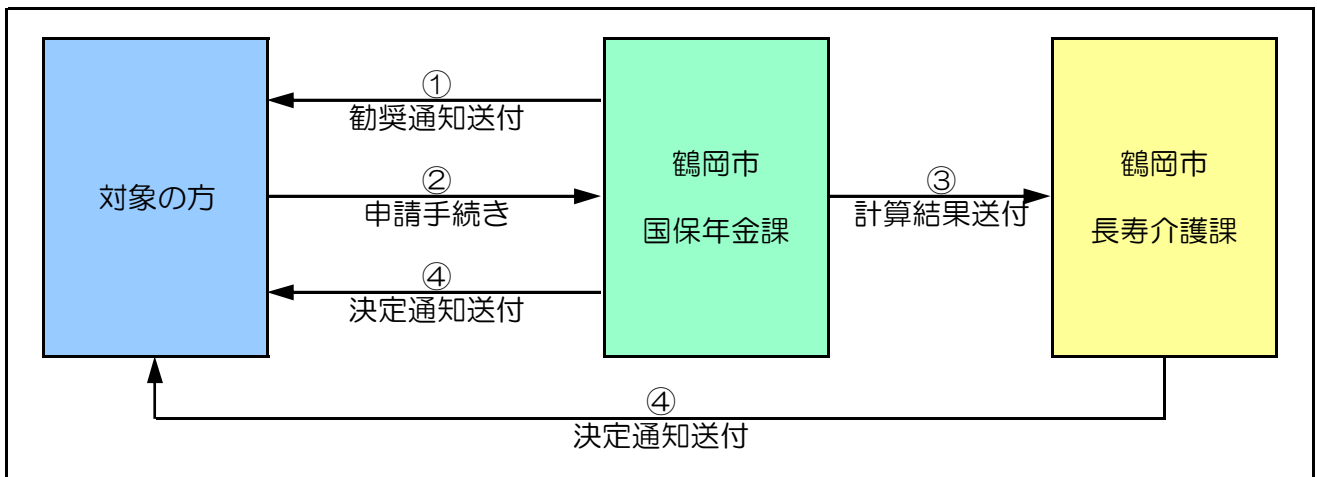 対象の方
①
勧奨通知送付
②
申請手続き
④
決定通知送付
鶴岡市
国保年金課
③
計算結果送付
鶴岡市
長寿介護課
④
決定通知送付